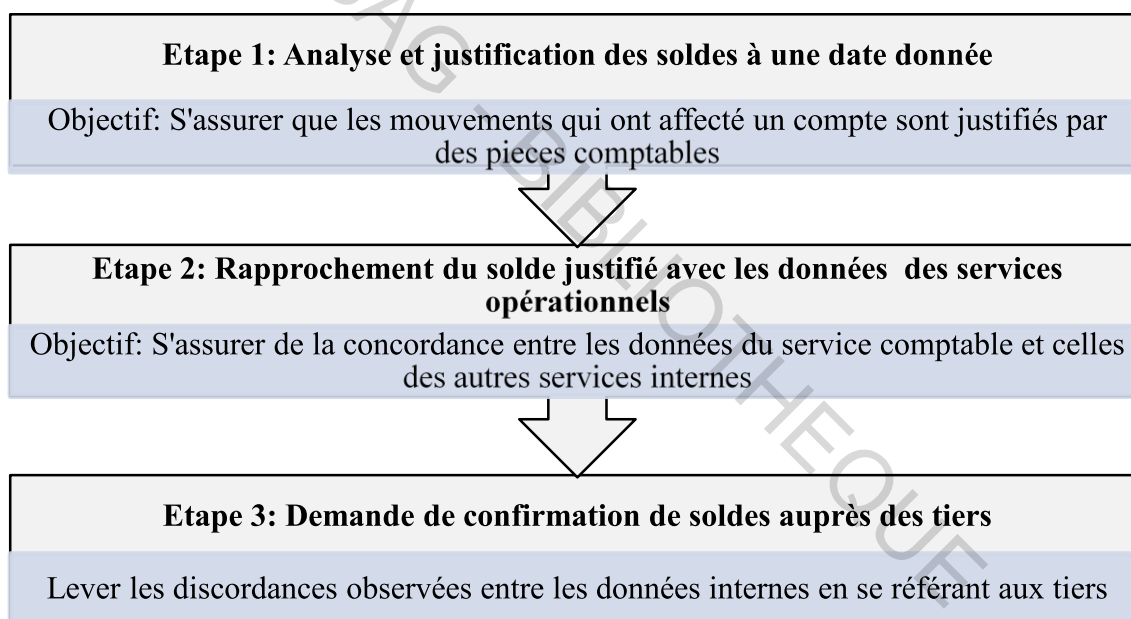 Etape 1: Analyse et justification des soldes à une date donnée
Objectif: S'assurer que les mouvements qui ont affecté un compte sont justifiés par
des pieces comptables
Etape 2: Rapprochement du solde justifié avec les données des services
opérationnels
Objectif: S'assurer de la concordance entre les données du service comptable et celles
des autres services internes
Etape 3: Demande de confirmation de soldes auprès des tiers
Lever les discordances observées entre les données internes en se référant aux tiers
AG - BIBLIOTHEQUE